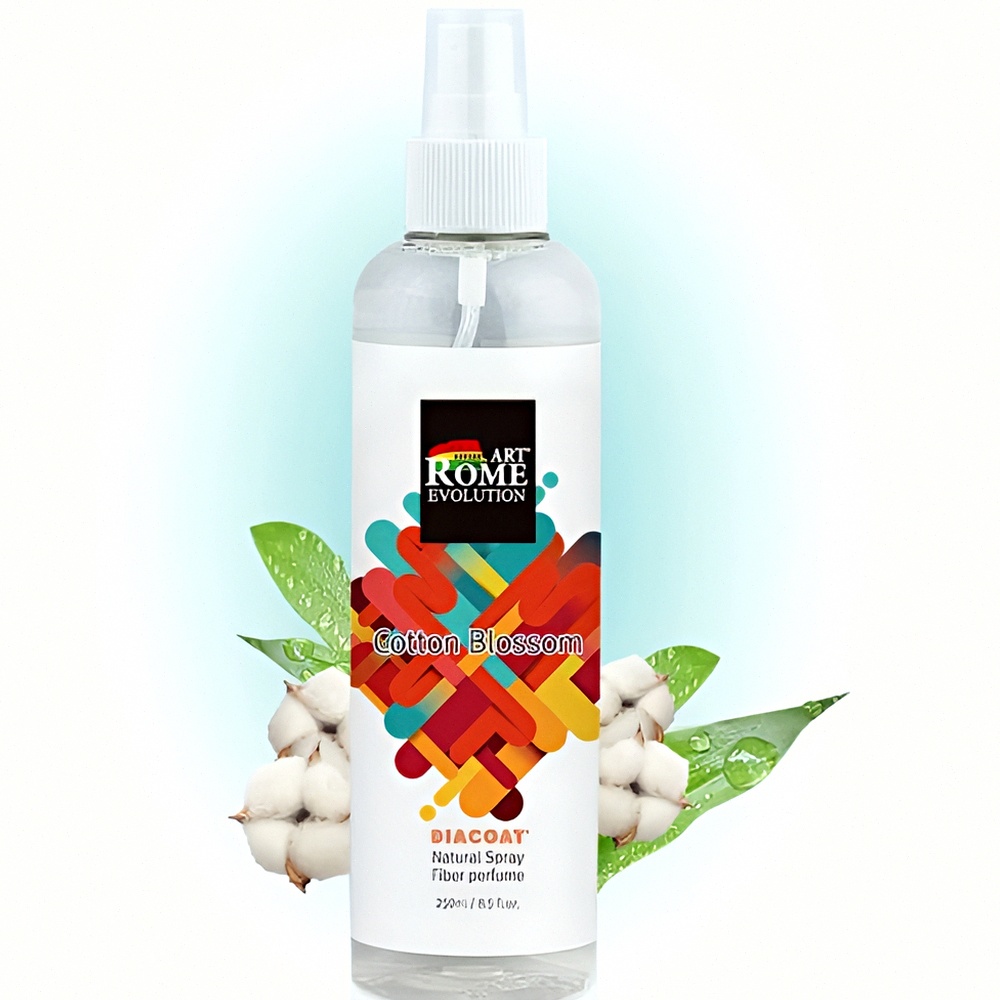 ART
ROME
EVOLUTION
Cotton Blossom
DIACOAT
Natural Spray
Fiber perfume